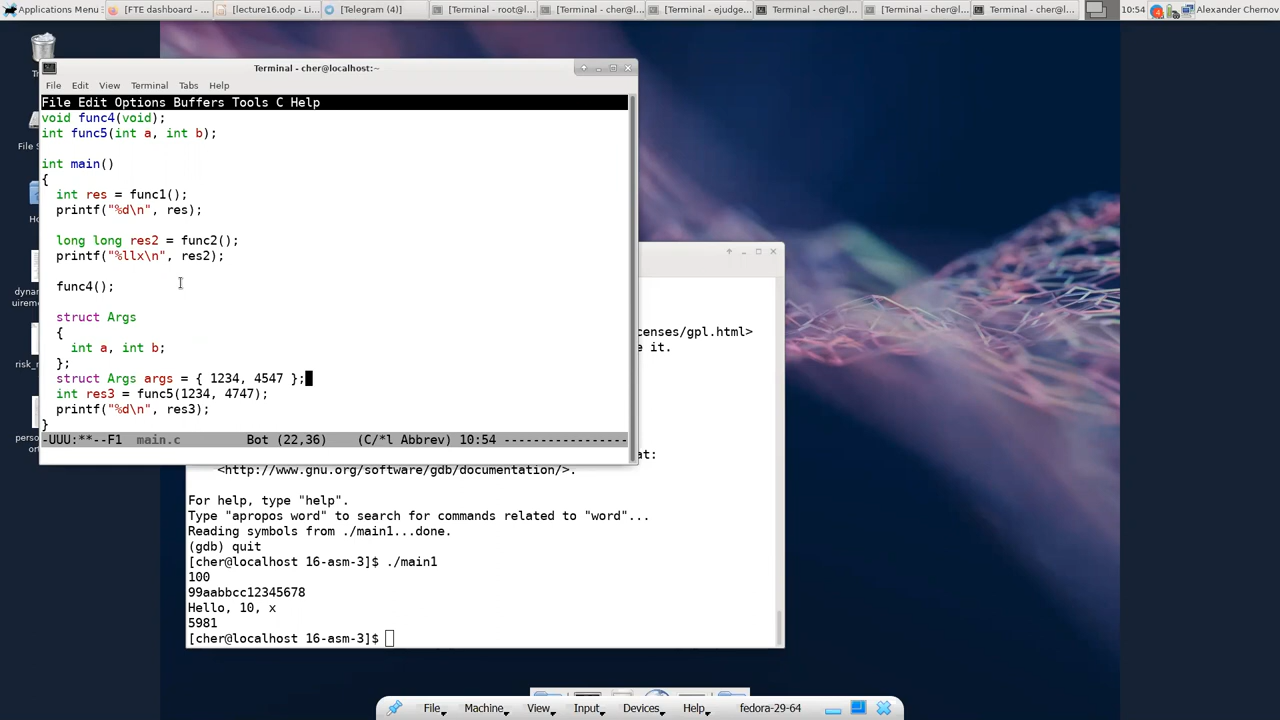 Applications Menu
[FTE dashboard - ...
[lecture16.odp - Li...
[Telegram (4)]
[Terminal - root@l...
[Terminal - cher@l...
[Terminal - ejudge...
Terminal - cher@l...
[Terminal - cher@l...
Terminal - cher@l...
10:54
Alexander Chernov
Terminal - cher@localhost:~
File Edit View Terminal Tabs Help
File Edit Options Buffers Tools C Help
void func4(void);
int func5(int a, int b);
int main()
{
int res = func1();
printf("%d\n", res);
long long res2 = func2();
printf("%llx\n", res2);
func4();
struct Args
{
int a, int b;
};
struct Args args = { 1234, 4547 };
int res3 = func5(1234, 4747);
printf("%d\n", res3);
}
-UUU:**--F1 main.c Bot (22,36) (C/*l Abbrev) 10:54 -----------------
censes/gpl.html>
e it.
at:
<http://www.gnu.org/software/gdb/documentation/>.
For help, type "help".
Type "apropos word" to search for commands related to "word"...
Reading symbols from ./main1...done.
(gdb) quit
[cher@localhost 16-asm-3]$ ./main1
100
99aabbcc12345678
Hello, 10, x
5981
[cher@localhost 16-asm-3]$
File Machine View Input Devices Help fedora-29-64